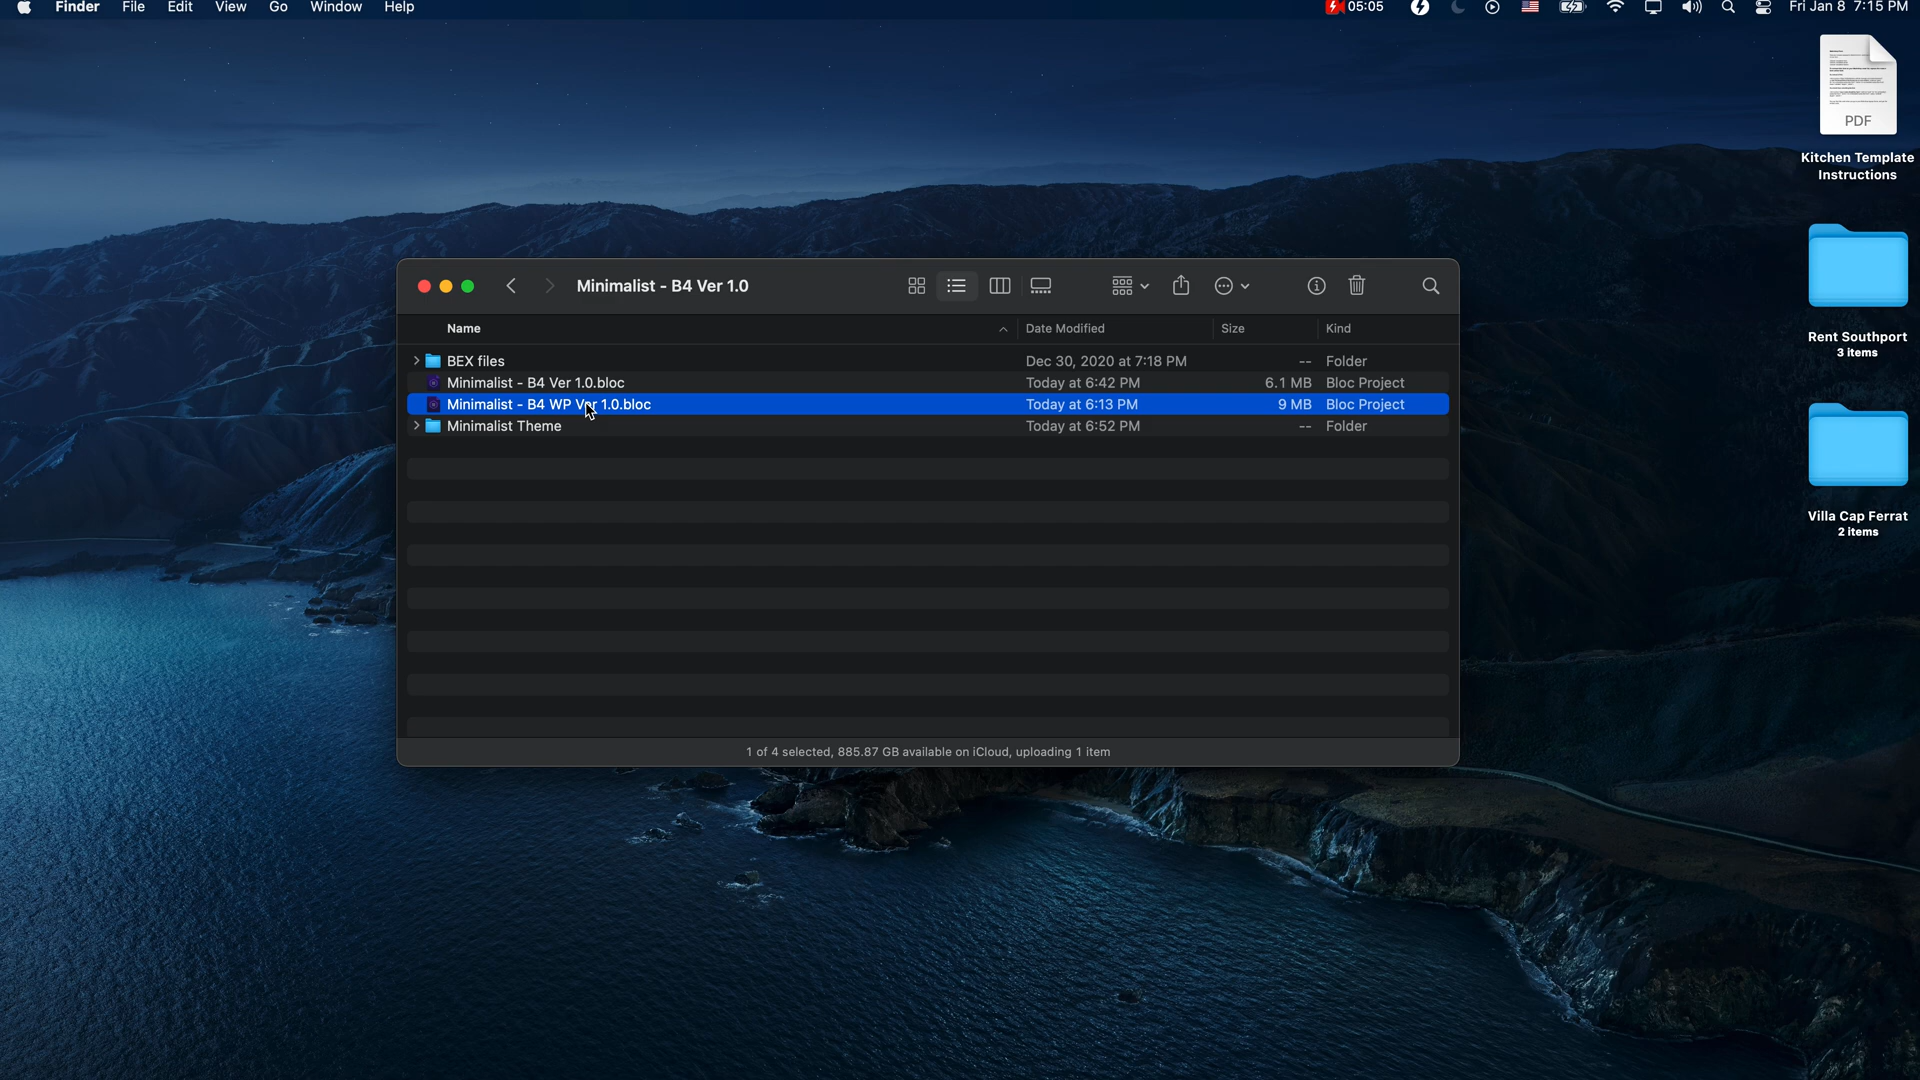 Finder File Edit View Go Window Help 05:05 Fri Jan 8 7:15 PM
PDF
Kitchen Template
Instructions
Rent Southport
3 items
Villa Cap Ferrat
2 items
Minimalist - B4 Ver 1.0
Name Date Modified Size Kind
BEX files Dec 30, 2020 at 7:18 PM -- Folder
Minimalist - B4 Ver 1.0.bloc Today at 6:42 PM 6.1 MB Bloc Project
Minimalist - B4 WP Ver 1.0.bloc Today at 6:13 PM 9 MB Bloc Project
Minimalist Theme Today at 6:52 PM -- Folder
1 of 4 selected, 885.87 GB available on iCloud, uploading 1 item